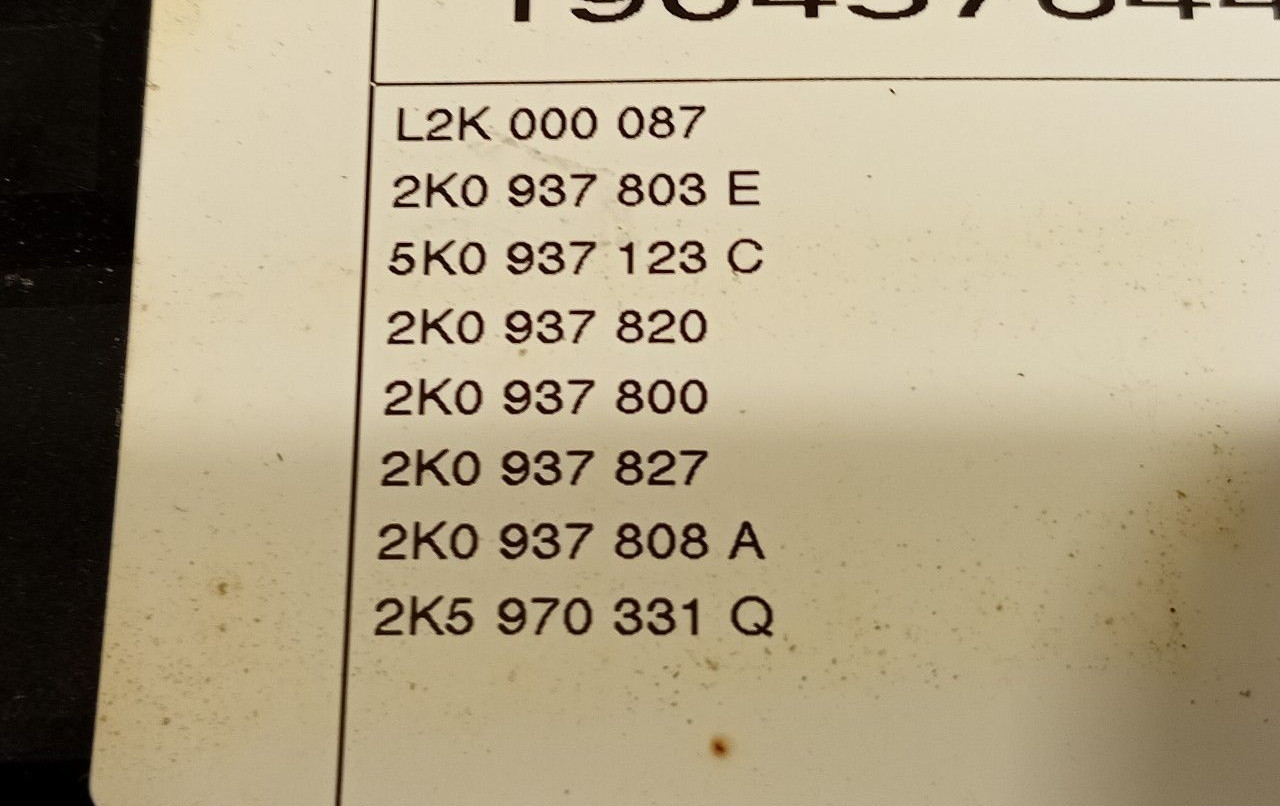 L2K 000 087
2K0 937 803 E
5K0 937 123 C
2K0 937 820
2K0 937 800
2K0 937 827
2K0 937 808 A
2K5 970 331 Q